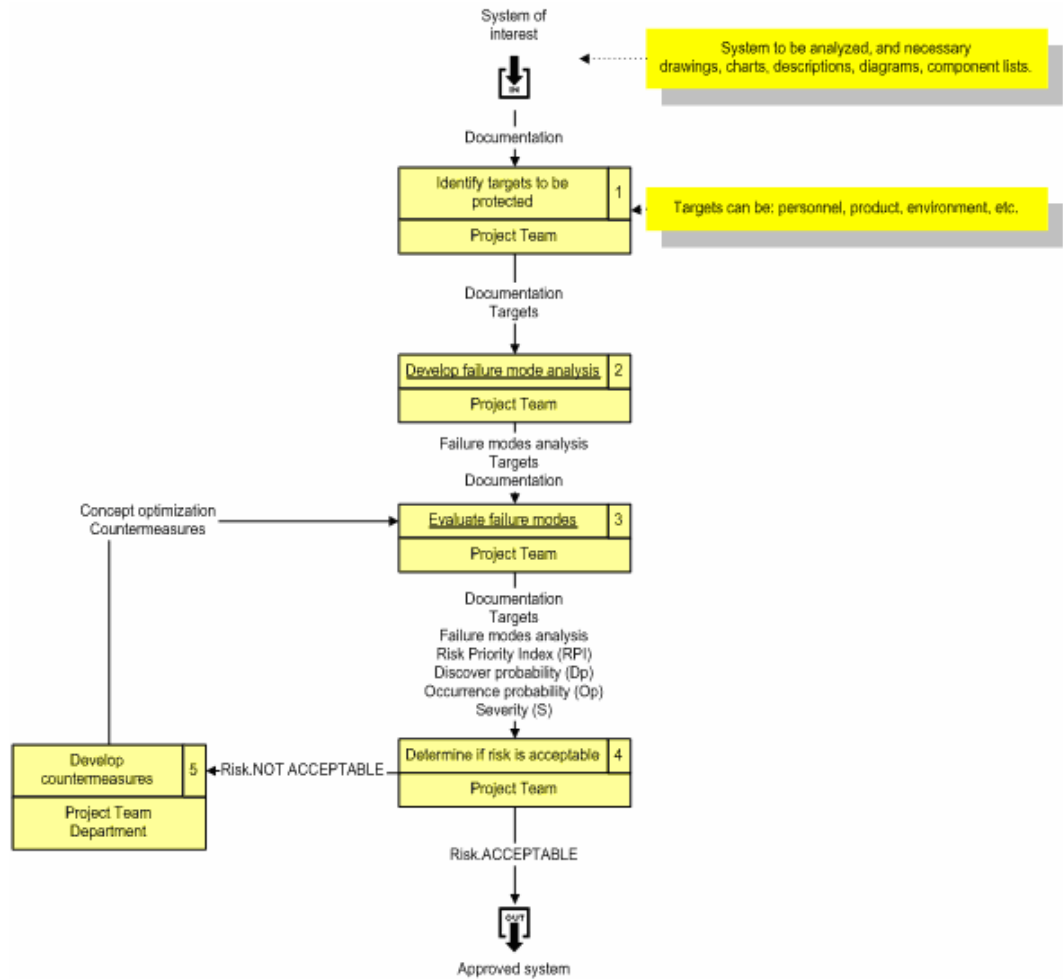 System of
interest
IN
System to be analyzed, and necessary
drawings, charts, descriptions, diagrams, component lists.
Documentation
Identify targets to be
protected
1
Project Team
Targets can be: personnel, product, environment, etc.
Documentation
Targets
Develop failure mode analysis
2
Project Team
Failure modes analysis
Targets
Documentation
Concept optimization
Countermeasures
Evaluate failure modes
3
Project Team
Documentation
Targets
Failure modes analysis
Risk Priority Index (RPI)
Discover probability (Dp)
Occurrence probability (Op)
Severity (S)
Develop
countermeasures
5
Project Team
Department
Risk.NOT ACCEPTABLE
Determine if risk is acceptable
4
Project Team
Risk.ACCEPTABLE
OUT
Approved system